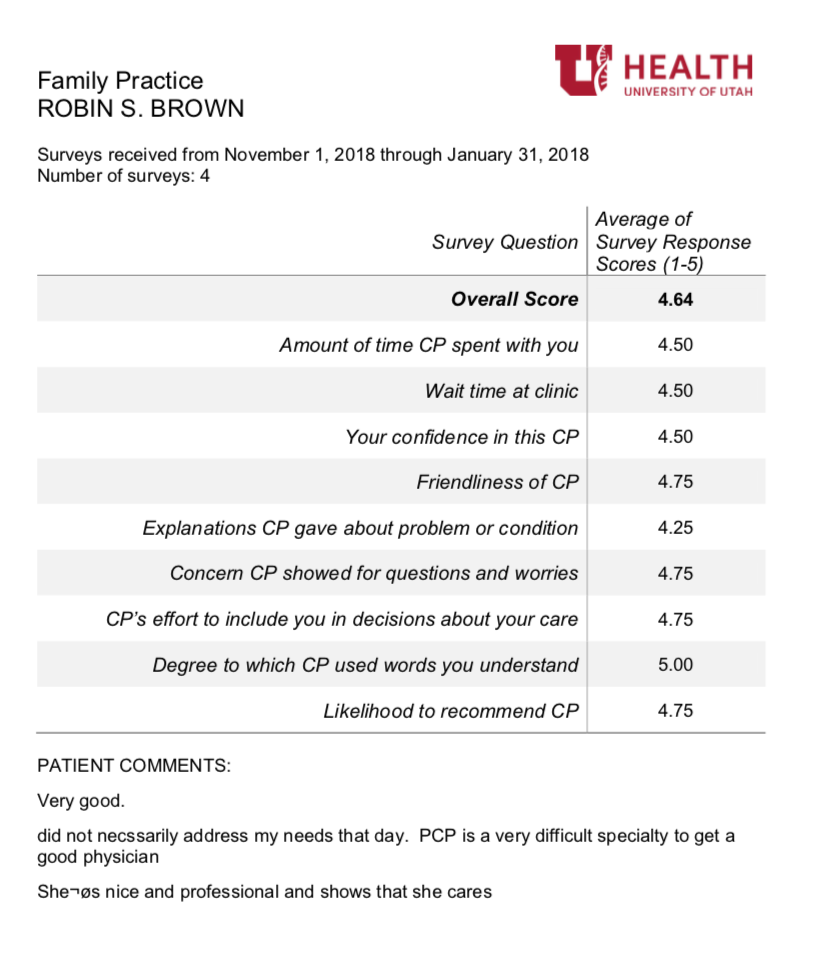 Family Practice
ROBIN S. BROWN
U HEALTH
UNIVERSITY OF UTAH
Surveys received from November 1, 2018 through January 31, 2018
Number of surveys: 4
Survey Question
Average of
Survey Response
Scores (1-5)
Overall Score 4.64
Amount of time CP spent with you 4.50
Wait time at clinic 4.50
Your confidence in this CP 4.50
Friendliness of CP 4.75
Explanations CP gave about problem or condition 4.25
Concern CP showed for questions and worries 4.75
CP’s effort to include you in decisions about your care 4.75
Degree to which CP used words you understand 5.00
Likelihood to recommend CP 4.75
PATIENT COMMENTS:
Very good.
did not necssarily address my needs that day.  PCP is a very difficult specialty to get a
good physician
She¬øs nice and professional and shows that she cares